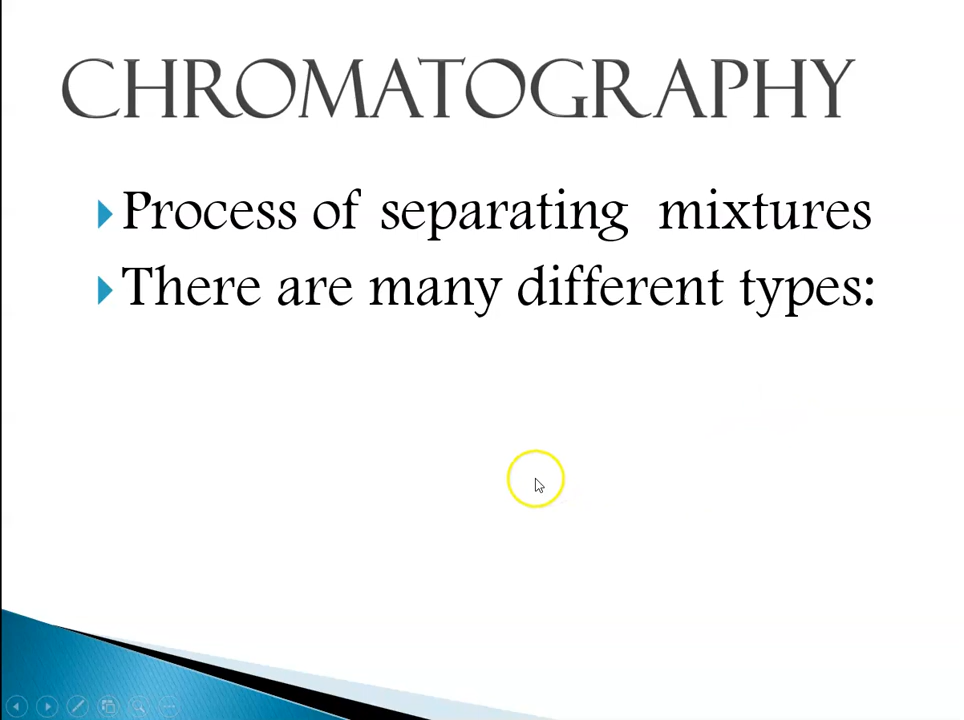 CHROMATOGRAPHY
Process of separating mixtures
There are many different types: